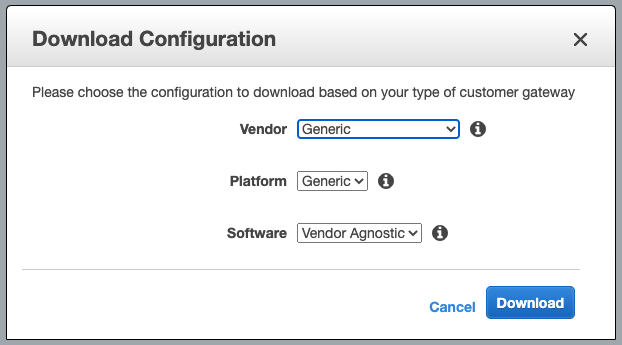 Download Configuration
Please choose the configuration to download based on your type of customer gateway
Vendor Generic
Platform Generic
Software Vendor Agnostic
Cancel Download